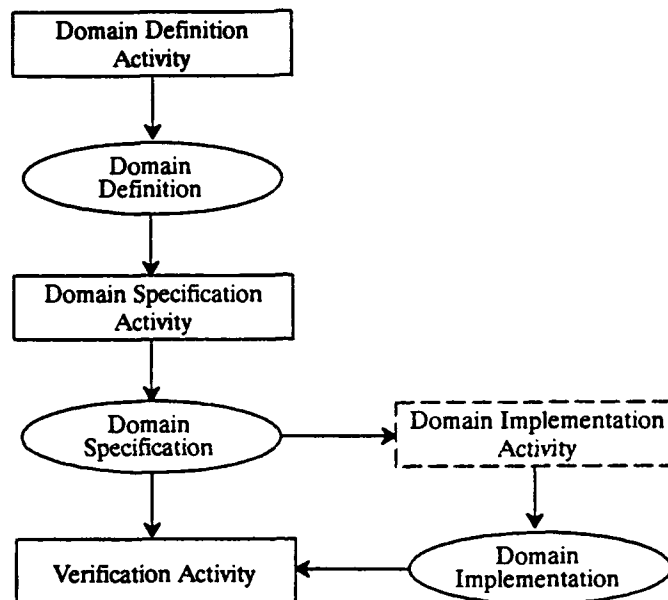 Domain Definition
Activity
Domain
Definition
Domain Specification
Activity
Domain
Specification
Domain Implementation
Activity
Verification Activity
Domain
Implementation